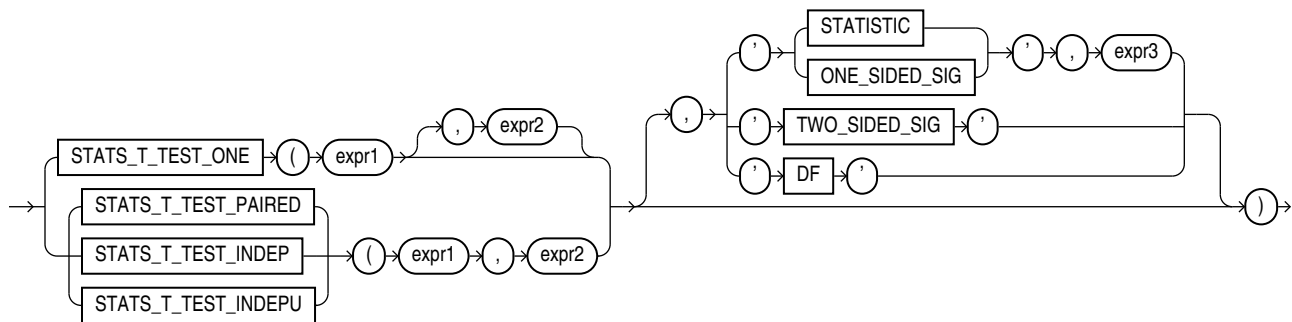 STATS_T_TEST_ONE ( expr1 , expr2
STATS_T_TEST_PAIRED
STATS_T_TEST_INDEP
STATS_T_TEST_INDEPU
( expr1 , expr2
,
' STATISTIC
ONE_SIDED_SIG
' , expr3
' TWO_SIDED_SIG '
' DF '
)